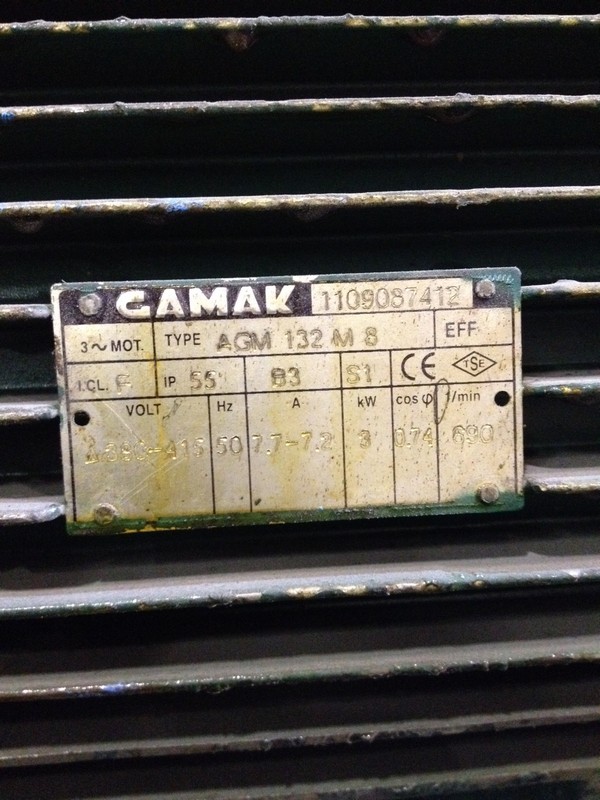 GAMAK 1109087412
3~MOT. TYPE AGM 132 M 8 EFF
I.CL. F IP 55 B3 S1 CE TSE
VOLT Hz A kW cos φ 1/min
380-415 50 7.7-7.2 3 0.74 690